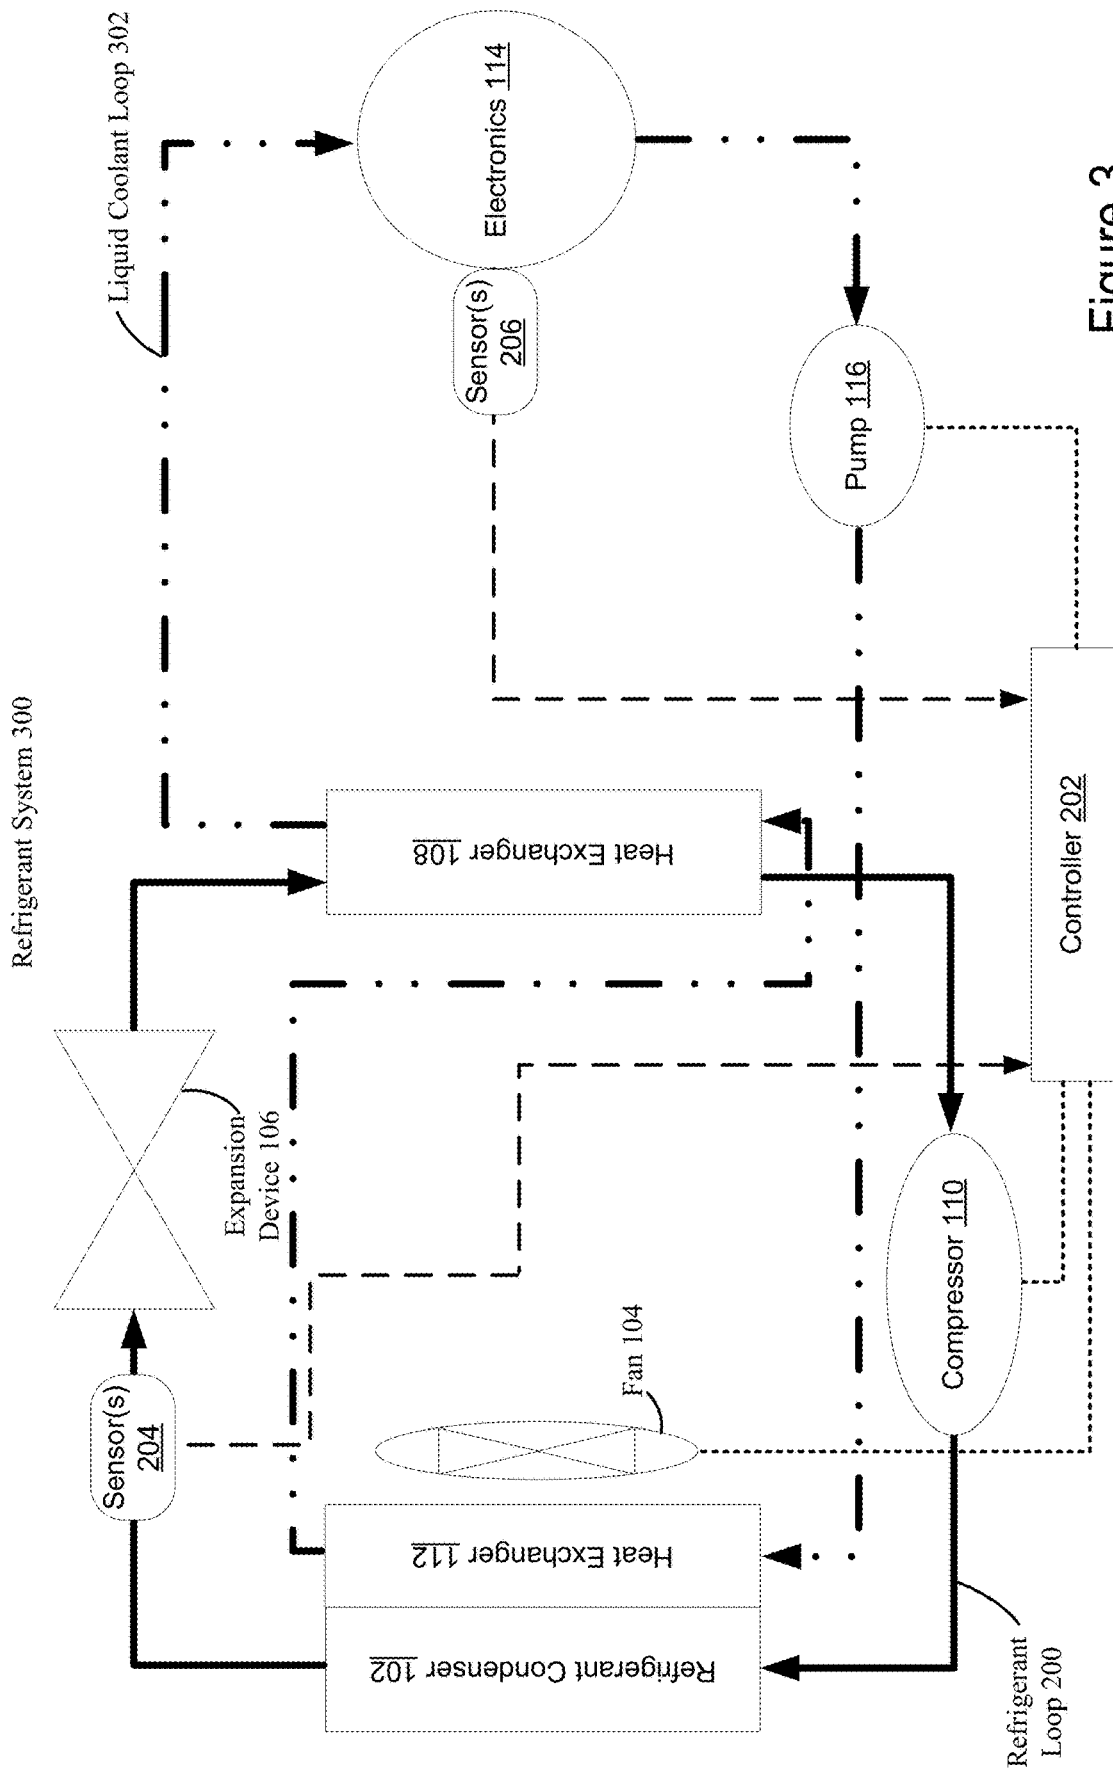 Refrigerant System 300
Liquid Coolant Loop 302
Sensor(s)
204
Expansion
Device 106
Refrigerant Condenser 102
Heat Exchanger 112
Fan 104
Heat Exchanger 108
Sensor(s)
206
Electronics 114
Pump 116
Compressor 110
Refrigerant
Loop 200
Controller 202
Figure 3